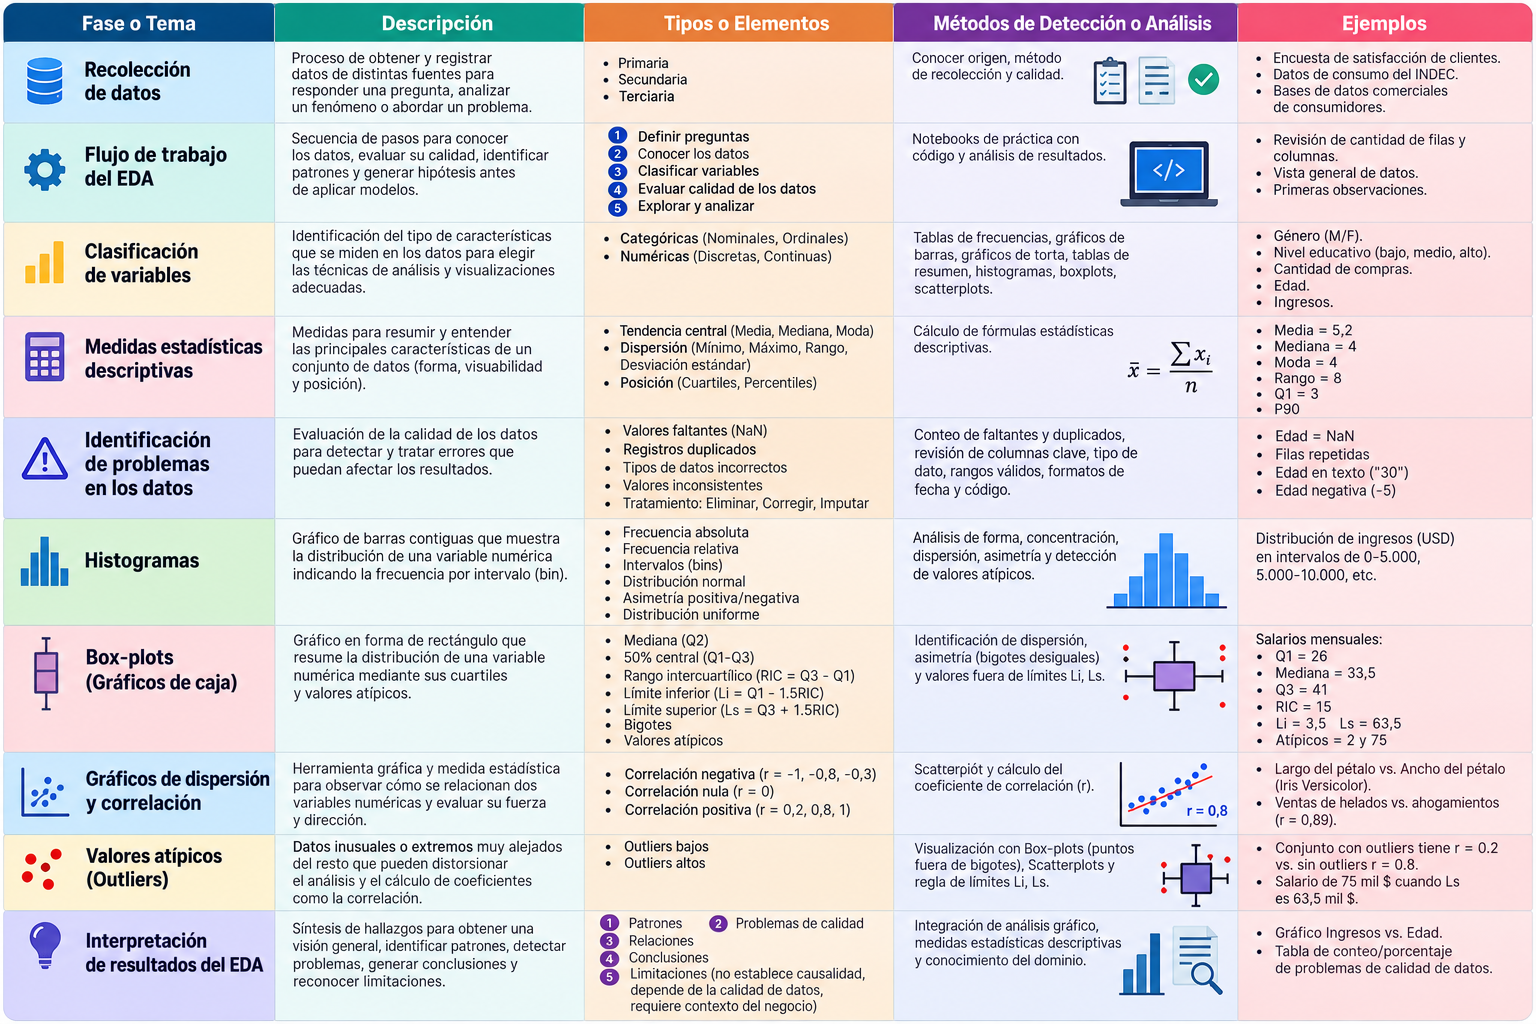 Fase o Tema
Descripción
Tipos o Elementos
Métodos de Detección o Análisis
Ejemplos
Recolección
de datos
Proceso de obtener y registrar
datos de distintas fuentes para
responder una pregunta, analizar
un fenómeno o abordar un problema.
• Primaria
• Secundaria
• Terciaria
Conocer origen, método
de recolección y calidad.
• Encuesta de satisfacción de clientes.
• Datos de consumo del INDEC.
• Bases de datos comerciales
de consumidores.
Flujo de trabajo
del EDA
Secuencia de pasos para conocer
los datos, evaluar su calidad, identificar
patrones y generar hipótesis antes
de aplicar modelos.
1 Definir preguntas
2 Conocer los datos
3 Clasificar variables
4 Evaluar calidad de los datos
5 Explorar y analizar
Notebooks de práctica con
código y análisis de resultados.
</>
• Revisión de cantidad de filas y
columnas.
• Vista general de datos.
• Primeras observaciones.
Clasificación
de variables
Identificación del tipo de características
que se miden en los datos para elegir
las técnicas de análisis y visualizaciones
adecuadas.
• Categóricas (Nominales, Ordinales)
• Numéricas (Discretas, Continuas)
Tablas de frecuencias, gráficos de
barras, gráficos de torta, tablas de
resumen, histogramas, boxplots,
scatterplots.
• Género (M/F).
• Nivel educativo (bajo, medio, alto).
• Cantidad de compras.
• Edad.
• Ingresos.
Medidas estadísticas
descriptivas
Medidas para resumir y entender
las principales características de un
conjunto de datos (forma, visuabilidad
y posición).
• Tendencia central (Media, Mediana, Moda)
• Dispersión (Mínimo, Máximo, Rango,
Desviación estándar)
• Posición (Cuartiles, Percentiles)
Cálculo de fórmulas estádísticas
descriptivas.
x̄ = ∑xᵢ / n
• Media = 5,2
• Mediana = 4
• Moda = 4
• Rango = 8
• Q1 = 3
• P90
Identificación
de problemas
en los datos
Evaluación de la calidad de los datos
para detectar y tratar errores que
puedan afectar los resultados.
• Valores faltantes (NaN)
• Registros duplicados
• Tipos de datos incorrectos
• Valores inconsistentes
• Tratamiento: Eliminar, Corregir, Imputar
Conteo de faltantes y duplicados,
revisión de columnas clave, tipo de
dato, rangos válidos, formatos de
fecha y código.
• Edad = NaN
• Filas repetidas
• Edad en texto ("30")
• Edad negativa (-5)
Histogramas
Gráfico de barras contiguas que muestra
la distribución de una variable numérica
indicando la frecuencia por intervalo (bin).
• Frecuencia absoluta
• Frecuencia relativa
• Intervalos (bins)
• Distribución normal
• Asimetría positiva/negativa
• Distribución uniforme
Análisis de forma, concentración,
dispersión, asimetría y detección
de valores atípicos.
Distribución de ingresos (USD)
en intervalos de 0-5.000,
5.000-10.000, etc.
Box-plots
(Gráficos de caja)
Gráfico en forma de rectángulo que
resume la distribución de una variable
numérica mediante sus cuartiles
y valores atípicos.
• Mediana (Q2)
• 50% central (Q1-Q3)
• Rango intercuartílico (RIC = Q3 - Q1)
• Límite inferior (Li = Q1 - 1.5RIC)
• Límite superior (Ls = Q3 + 1.5RIC)
• Bigotes
• Valores atípicos
Identificación de dispersión,
asimetría (bigotes desiguales)
y valores fuera de límites Li, Ls.
Salarios mensuales:
• Q1 = 26
• Mediana = 33,5
• Q3 = 41
• RIC = 15
• Li = 3,5 Ls = 63,5
• Atípicos = 2 y 75
Gráficos de dispersión
y correlación
Herramienta gráfica y medida estadística
para observar cómo se relacionan dos
variables numéricas y evaluar su fuerza
y dirección.
• Correlación negativa (r = -1, -0,8, -0,3)
• Correlación nula (r = 0)
• Correlación positiva (r = 0,2, 0,8, 1)
Scatterpiót y cálculo del
coeficiente de correlación (r).
r = 0,8
• Largo del pétalo vs. Ancho del pétalo
(Iris Versicolor).
• Ventas de helados vs. ahogamientos
(r = 0,89).
Valores atípicos
(Outliers)
Datos inusuales o extremos muy alejados
del resto que pueden distorsionar
el análisis y el cálculo de coeficientes
como la correlación.
• Outliers bajos
• Outliers altos
Visualización con Box-plots (puntos
fuera de bigotes), Scatterplots y
regla de límites Li, Ls.
• Conjunto con outliers tiene r = 0.2
vs. sin outliers r = 0.8.
• Salario de 75 mil $ cuando Ls
es 63,5 mil $.
Interpretación
de resultados del EDA
Síntesis de hallazgos para obtener una
visión general, identificar patrones, detectar
problemas, generar conclusiones y
reconocer limitaciones.
1 Patrones 2 Problemas de calidad
3 Relaciones
4 Conclusiones
5 Limitaciones (no establece causalidad,
depende de la calidad de datos,
requiere contexto del negocio)
Integración de análisis gráfico,
medidas estadísticas descriptivas
y conocimiento del dominio.
• Gráfico Ingresos vs. Edad.
• Tabla de conteo/porcentaje
de problemas de calidad de datos.